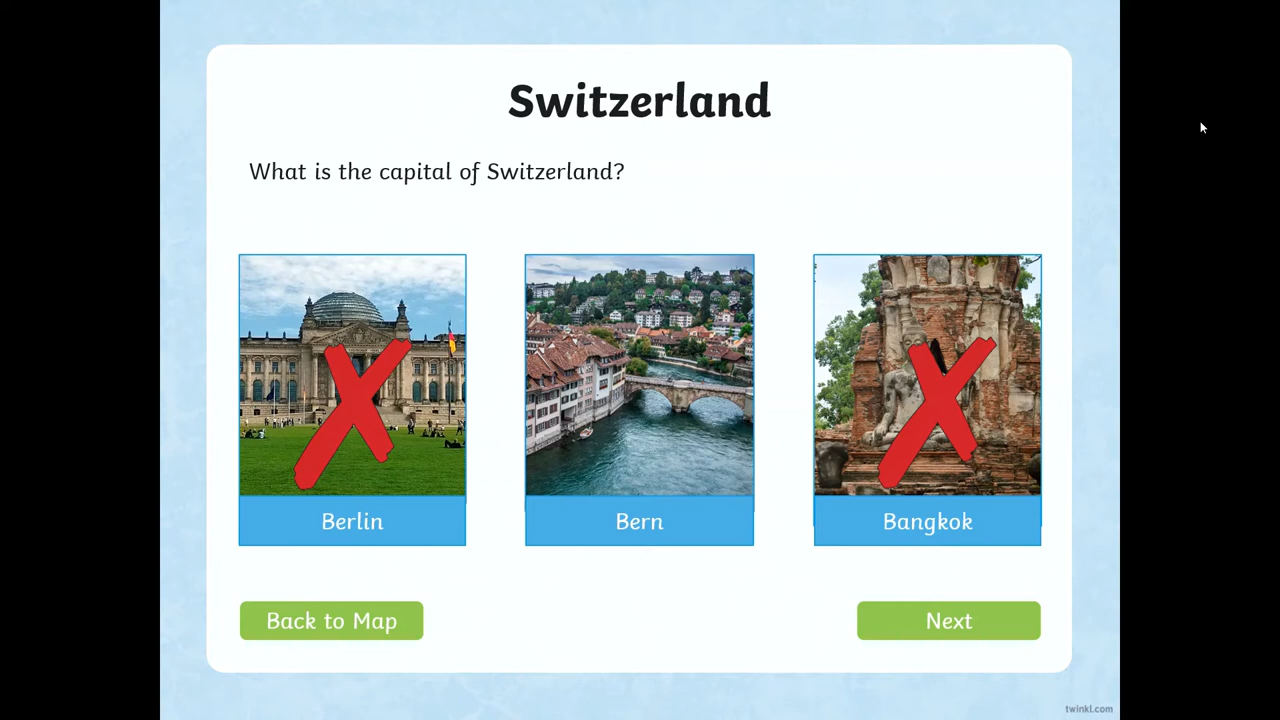 Switzerland
What is the capital of Switzerland?
Berlin
Bern
Bangkok
Back to Map
Next
twinkl.com